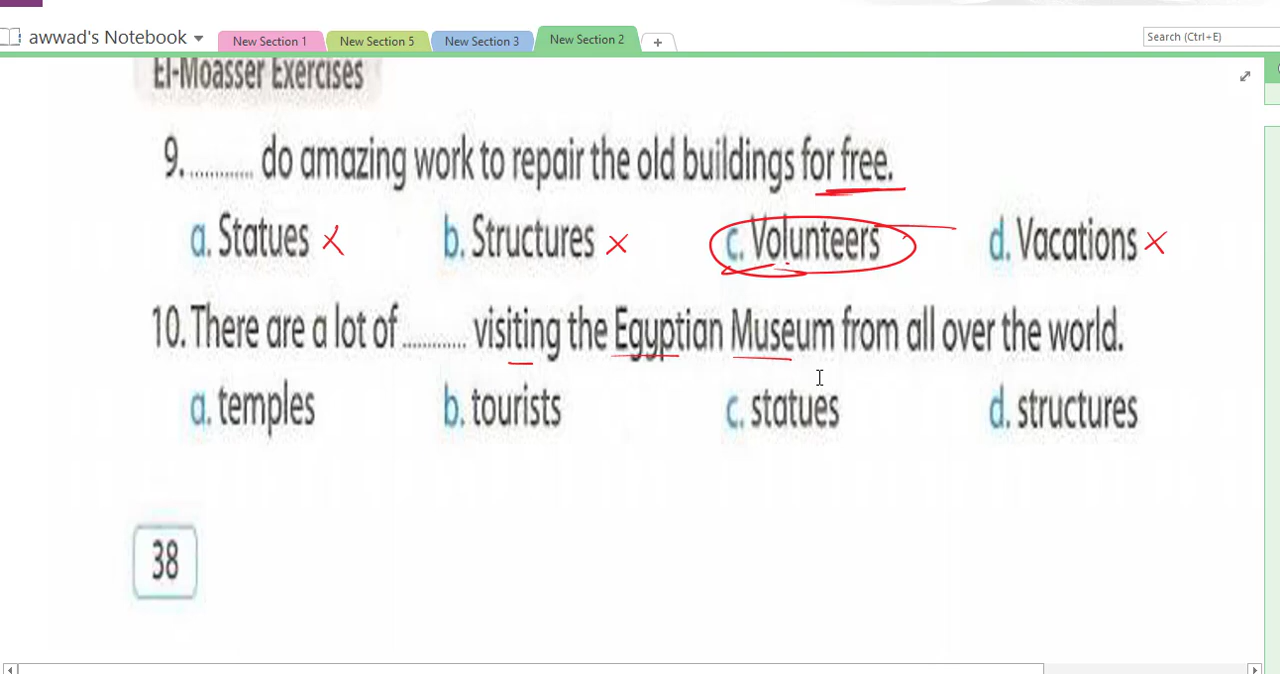 awwad's Notebook
New Section 1
New Section 5
New Section 3
New Section 2
+
Search (Ctrl+E)
El-Moasser Exercises
9. ............ do amazing work to repair the old buildings for free.
a. Statues b. Structures c. Volunteers d. Vacations
10. There are a lot of ............ visiting the Egyptian Museum from all over the world.
a. temples b. tourists c. statues d. structures
38